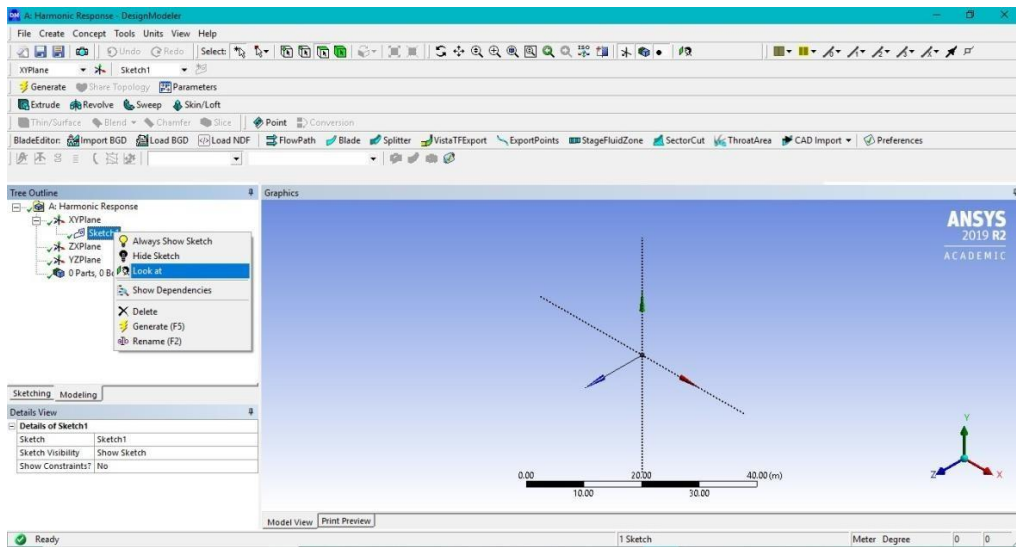 A: Harmonic Response - DesignModeler
File Create Concept Tools Units View Help
Undo Redo Select:
XYPlane Sketch1
Generate Share Topology Parameters
Extrude Revolve Sweep Skin/Loft
Thin/Surface Blend Chamfer Slice Point Conversion
BladeEditor: Import BGD Load BGD Load NDF FlowPath Blade Splitter VistaTFExport ExportPoints StageFluidZone SectorCut ThroatArea CAD Import Preferences
Tree Outline
A: Harmonic Response
XYPlane
Sketch
ZXPlane
YZPlane
0 Parts, 0 B
Always Show Sketch
Hide Sketch
Look at
Show Dependencies
Delete
Generate (F5)
Rename (F2)
Sketching Modeling
Details View
Details of Sketch1
Sketch Sketch1
Sketch Visibility Show Sketch
Show Constraints? No
Graphics
ANSYS
2019 R2
ACADEMIC
0.00 20.00 40.00 (m)
10.00 30.00
Y
Z X
Model View Print Preview
Ready 1 Sketch Meter Degree 0 0